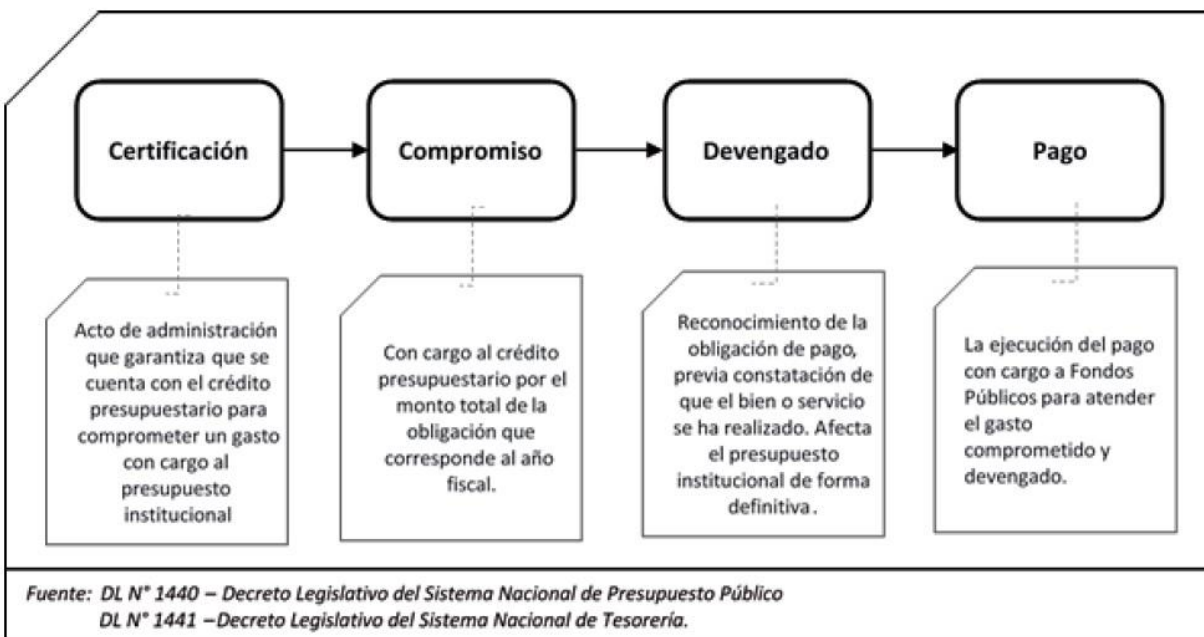 Certificación
Compromiso
Devengado
Pago
Acto de administración
que garantiza que se
cuenta con el crédito
presupuestario para
comprometer un gasto
con cargo al
presupuesto
institucional
Con cargo al crédito
presupuestario por el
monto total de la
obligación que
corresponde al año
fiscal.
Reconocimiento de la
obligación de pago,
previa constatación de
que el bien o servicio
se ha realizado. Afecta
el presupuesto
institucional de forma
definitiva.
La ejecución del pago
con cargo a Fondos
Públicos para atender
el gasto
comprometido y
devengado.
Fuente: DL N° 1440 – Decreto Legislativo del Sistema Nacional de Presupuesto Público
DL N° 1441 –Decreto Legislativo del Sistema Nacional de Tesorería.